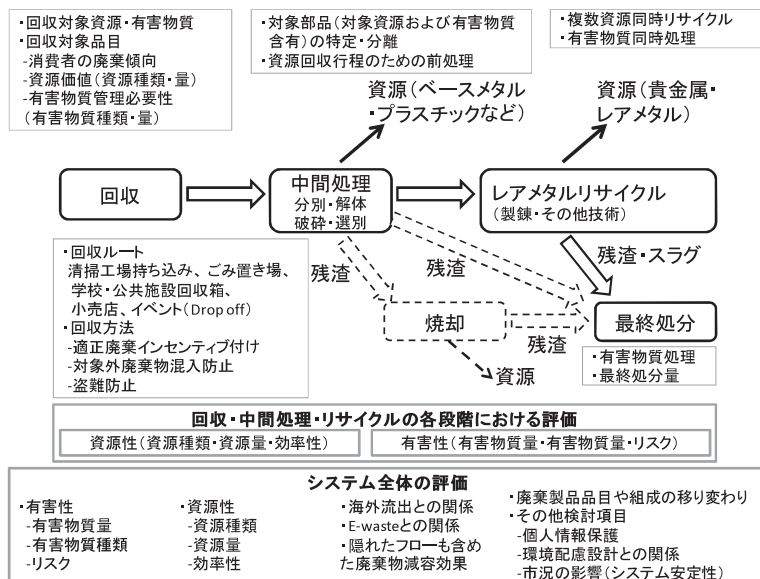 ・回収対象資源・有害物質
・回収対象品目
-消費者の廃棄傾向
-資源価値(資源種類・量)
-有害物質管理必要性
(有害物質種類・量)
・対象部品(対象資源および有害物質
含有)の特定・分離
・資源回収行程のための前処理
・複数資源同時リサイクル
・有害物質同時処理
資源(ベースメタル
・プラスチックなど)
資源(貴金属・
レアメタル)
回収
中間処理
分別・解体
破砕・選別
レアメタルリサイクル
(製錬・その他技術)
・回収ルート
清掃工場持ち込み、ごみ置き場、
学校・公共施設回収箱、
小売店、イベント(Drop off)
・回収方法
-適正廃棄インセンティブ付け
-対象外廃棄物混入防止
-盗難防止
残渣
残渣
残渣・スラグ
焼却
残渣
最終処分
資源
・有害物質処理
・最終処分量
回収・中間処理・リサイクルの各段階における評価
資源性(資源種類・資源量・効率性)
有害性(有害物質量・有害物質量・リスク)
システム全体の評価
・有害性
-有害物質量
-有害物質種類
-リスク
・資源性
-資源種類
-資源量
-効率性
・海外流出との関係
・E-wasteとの関係
・隠れたフローも含め
た廃棄物減容効果
・廃棄製品品目や組成の移り変わり
・その他検討項目
-個人情報保護
-環境配慮設計との関係
-市況の影響(システム安定性)